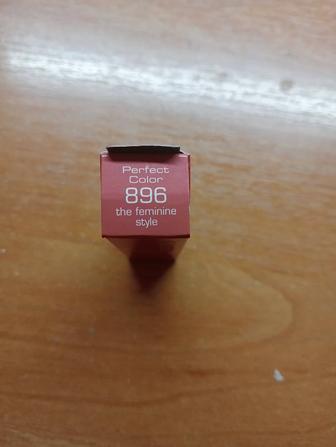 Perfect
Color
896
the feminine
style